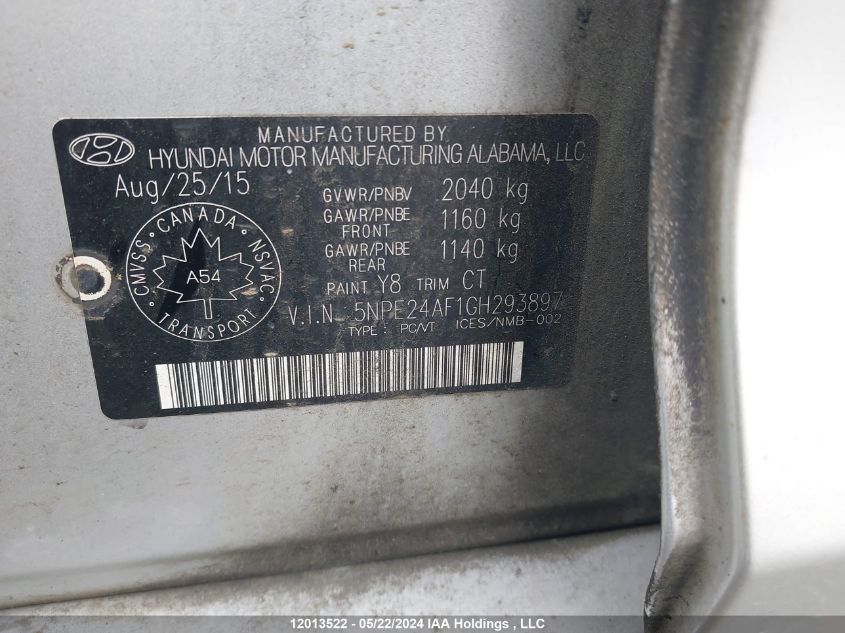 MANUFACTURED BY
HYUNDAI MOTOR MANUFACTURING ALABAMA, LLC
Aug/25/15
GVWR/PNBV 2040 kg
GAWR/PNBE FRONT 1160 kg
GAWR/PNBE REAR 1140 kg
PAINT Y8 TRIM CT
CANADA
CMVSS
NSVAC
A54
TRANSPORT
V.I.N. 5NPE24AF1GH293897
TYPE : PC/VT ICES/NMB-002
12013522 - 05/22/2024 IAA Holdings , LLC